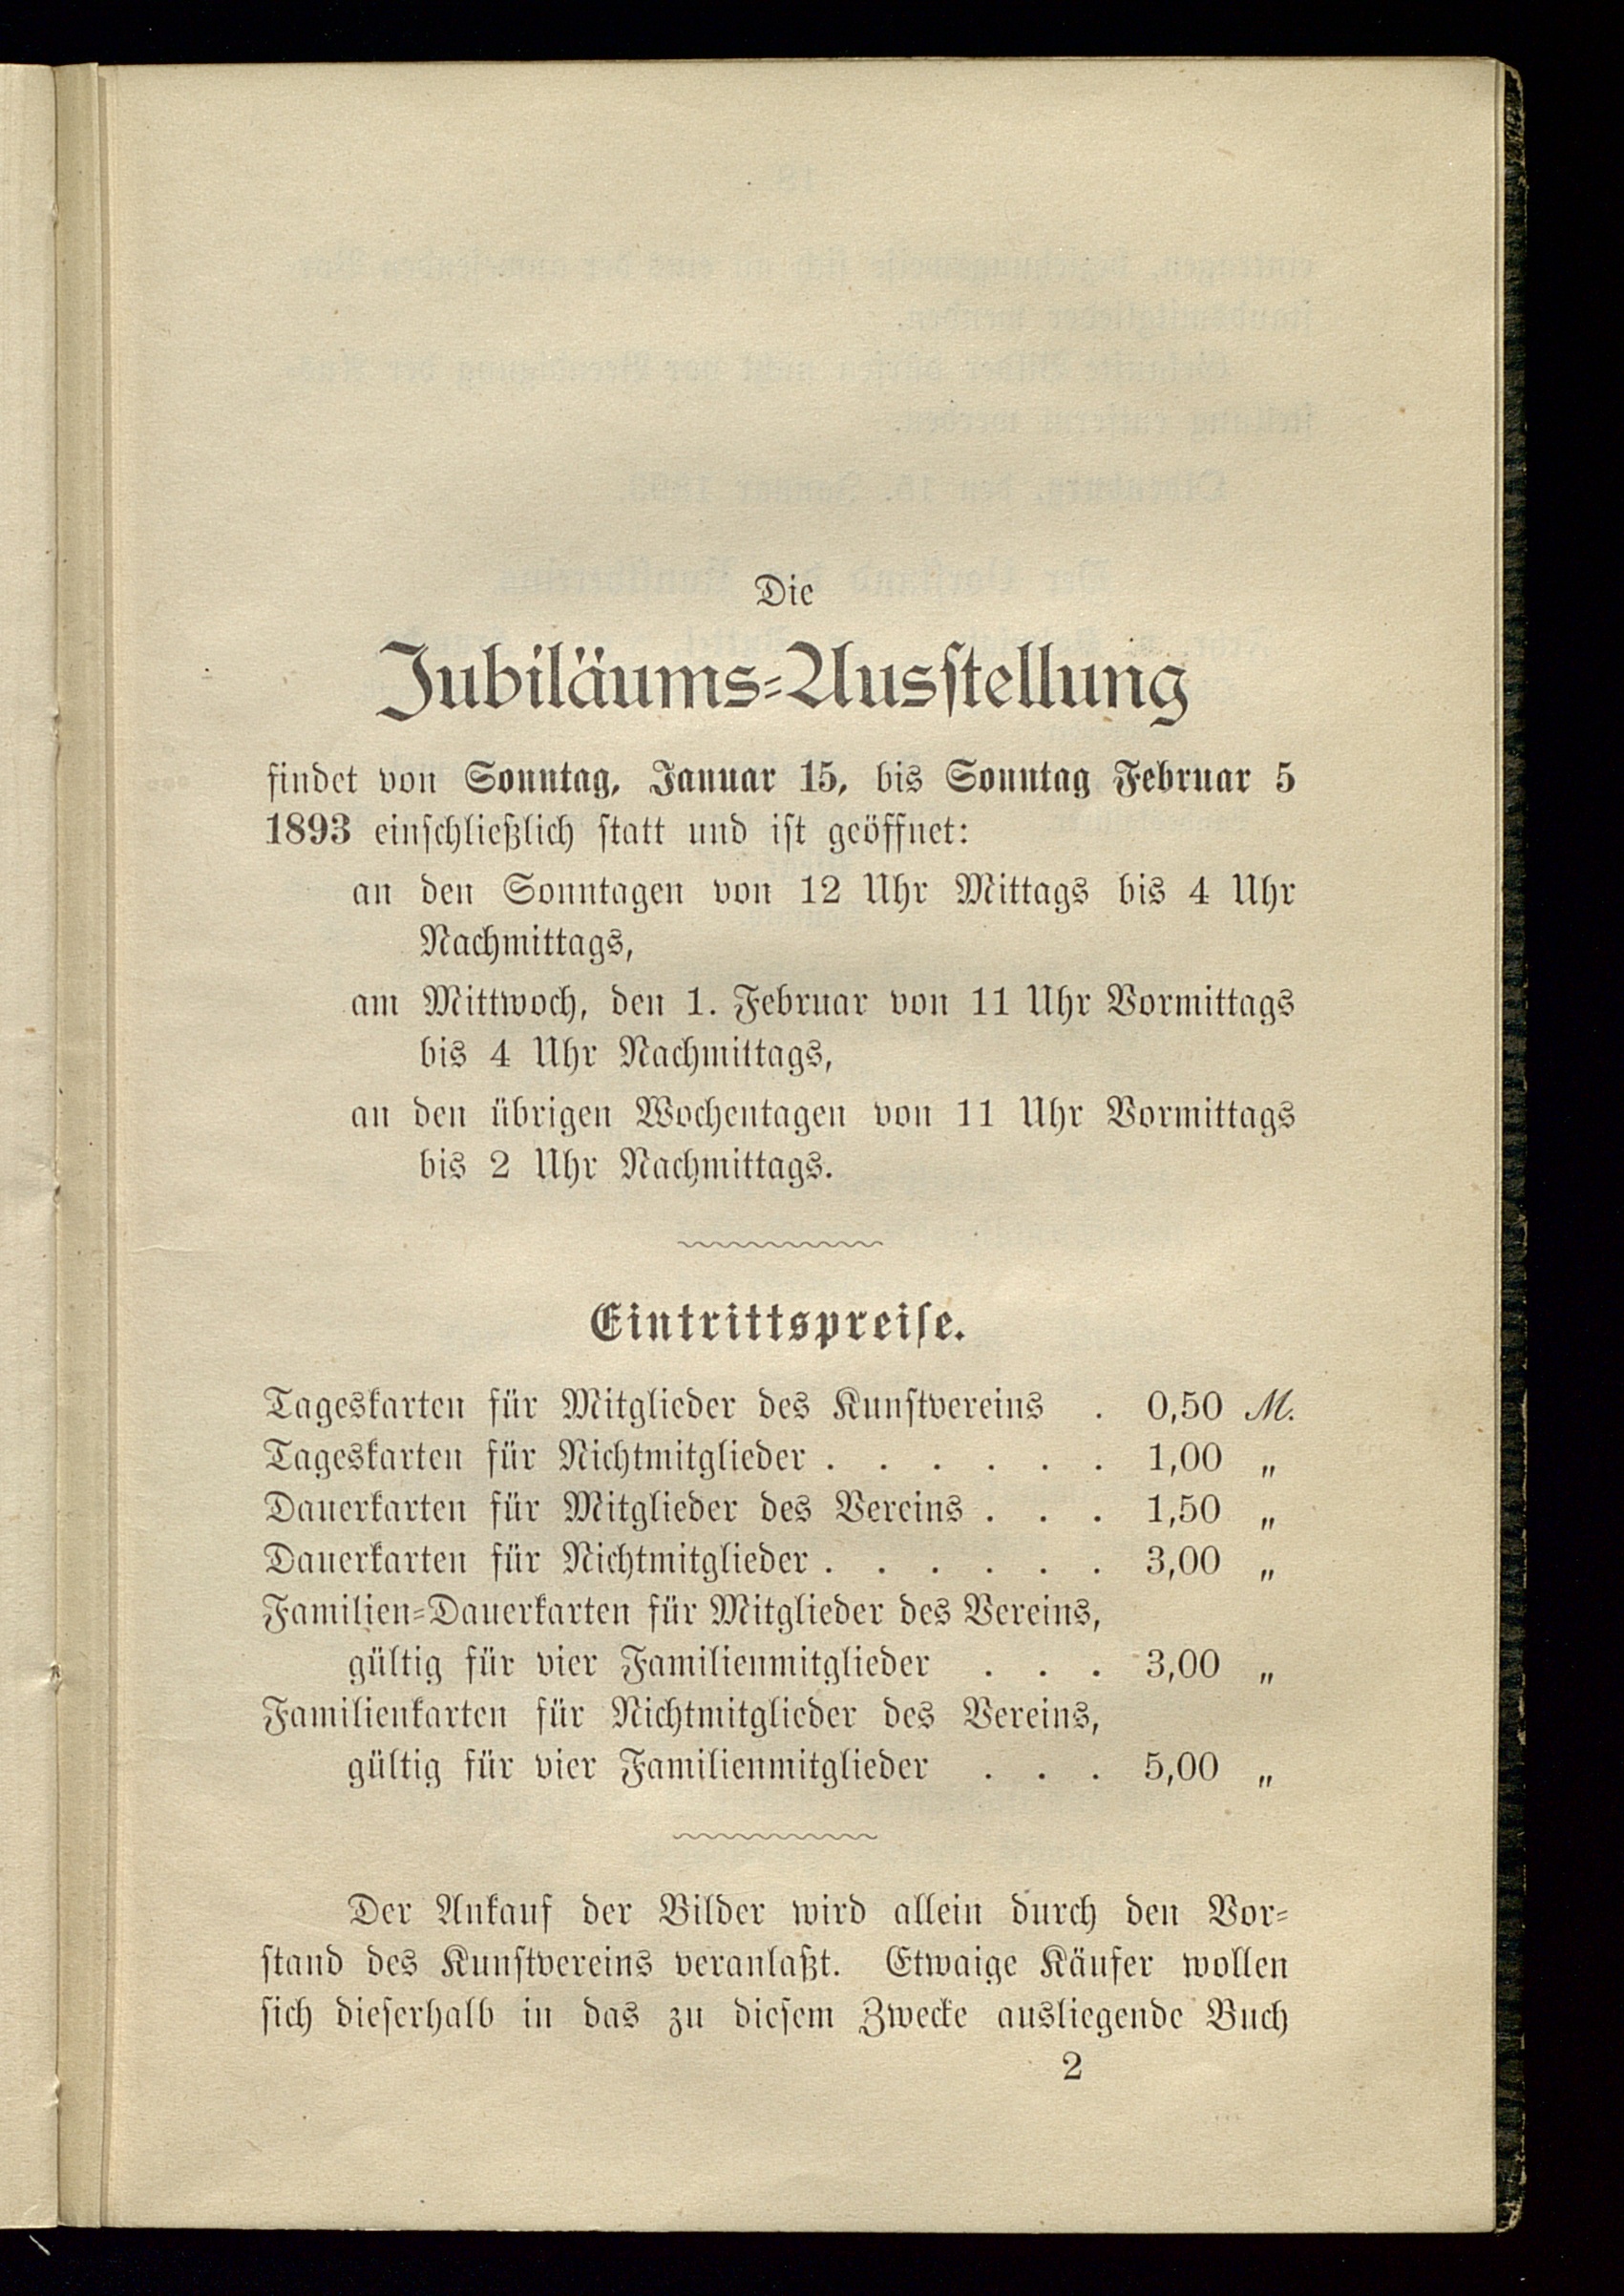 Die
Jubiläums-Ausstellung
findet von Sonntag, Januar 15, bis Sonntag Februar 5
1893 einschließlich statt und ist geöffnet:
an den Sonntagen von 12 Uhr Mittags bis 4 Uhr
Nachmittags,
am Mittwoch, den 1. Februar von 11 Uhr Vormittags
bis 4 Uhr Nachmittags,
an den übrigen Wochentagen von 11 Uhr Vormittags
bis 2 Uhr Nachmittags.
Eintrittspreise.
Tageskarten für Mitglieder des Kunstvereins . 0,50 M.
Tageskarten für Nichtmitglieder . . . . . . 1,00 „
Dauerkarten für Mitglieder des Vereins . . . 1,50 „
Dauerkarten für Nichtmitglieder . . . . . . 3,00 „
Familien-Dauerkarten für Mitglieder des Vereins,
gültig für vier Familienmitglieder . . . 3,00 „
Familienkarten für Nichtmitglieder des Vereins,
gültig für vier Familienmitglieder . . . 5,00 „
Der Ankauf der Bilder wird allein durch den Vor-
stand des Kunstvereins veranlaßt. Etwaige Käufer wollen
sich dieserhalb in das zu diesem Zwecke ausliegende Buch
2